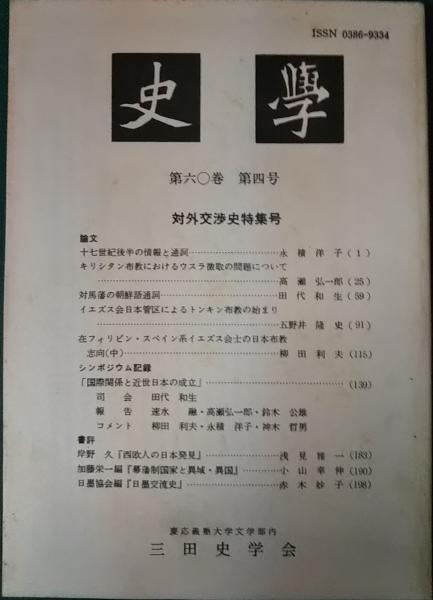 ISSN 0386-9334
史學
第六〇巻 第四号
対外交渉史特集号
論文
十七世紀後半の情報と通詞……………………永積洋子(1)
キリシタン布教におけるウスラ徴取の問題について
……………………高瀬弘一郎(25)
対馬藩の朝鮮語通詞……………………田代和生(59)
イエズス会日本管区によるトンキン布教の始まり
……………………五野井隆史(91)
在フィリピン・スペイン系イエズス会士の日本布教
志向(中)……………………柳田利夫(115)
シンポジウム記録
「国際関係と近世日本の成立」……………………(139)
司会 田代和生
報告 速水融・高瀬弘一郎・鈴木公雄
コメント 柳田利夫・永積洋子・神木哲男
書評
岸野久『西欧人の日本発見』……………………浅見雅一(183)
加藤栄一編『幕藩制国家と異域・異国』……………………小山幸伸(190)
日墨協会編『日墨交流史』……………………赤木妙子(198)
慶応義塾大学文学部内
三田史学会